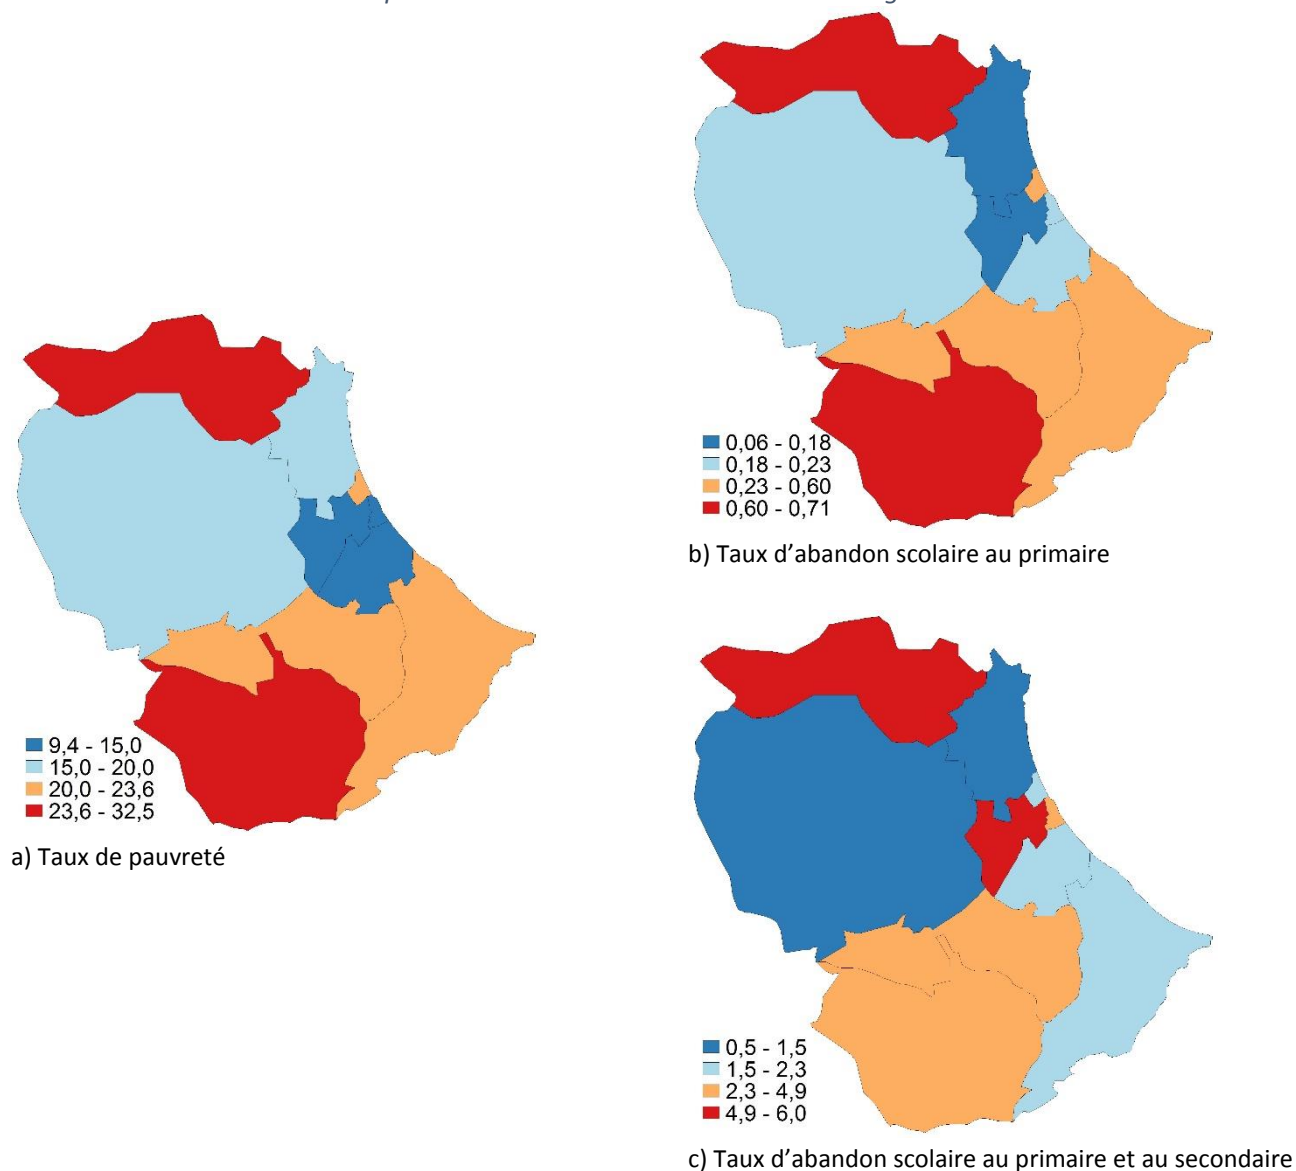 0,06 - 0,18
0,18 - 0,23
0,23 - 0,60
0,60 - 0,71
b) Taux d’abandon scolaire au primaire
9,4 - 15,0
15,0 - 20,0
20,0 - 23,6
23,6 - 32,5
a) Taux de pauvreté
0,5 - 1,5
1,5 - 2,3
2,3 - 4,9
4,9 - 6,0
c) Taux d’abandon scolaire au primaire et au secondaire